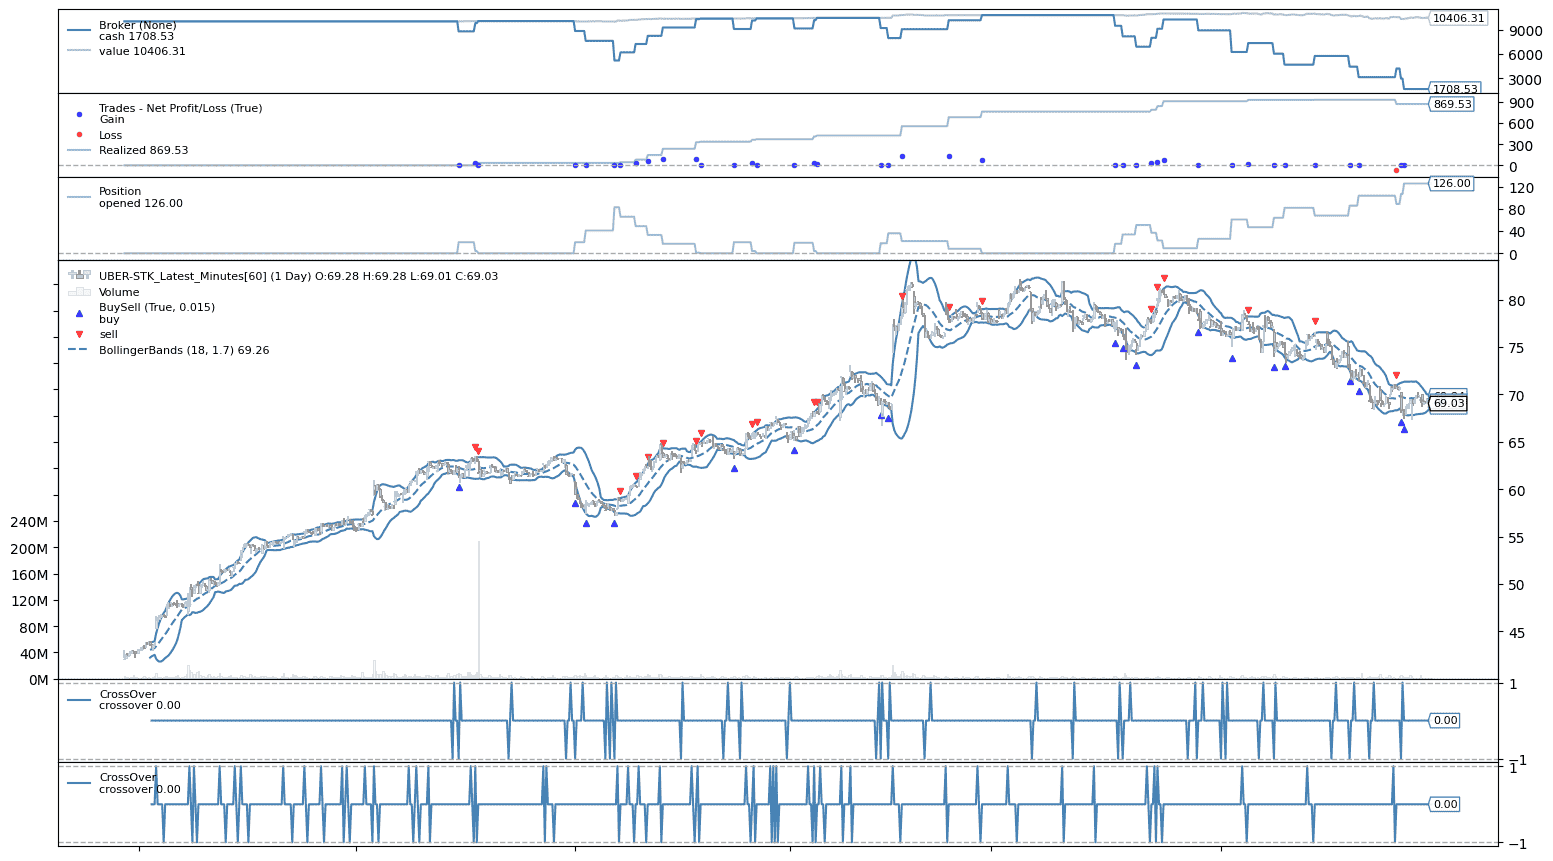 Broker (None)
cash 1708.53
value 10406.31
10406.31
9000
6000
3000
1708.53
Trades - Net Profit/Loss (True)
Gain
Loss
Realized 869.53
900
869.53
600
300
0
Position
opened 126.00
126.00
120
80
40
0
UBER-STK_Latest_Minutes[60] (1 Day) O:69.28 H:69.28 L:69.01 C:69.03
Volume
BuySell (True, 0.015)
buy
sell
BollingerBands (18, 1.7) 69.26
80
75
70
69.03
65
60
55
50
45
240M
200M
160M
120M
80M
40M
0M
CrossOver
crossover 0.00
1
0.00
−1
CrossOver
crossover 0.00
1
0.00
−1